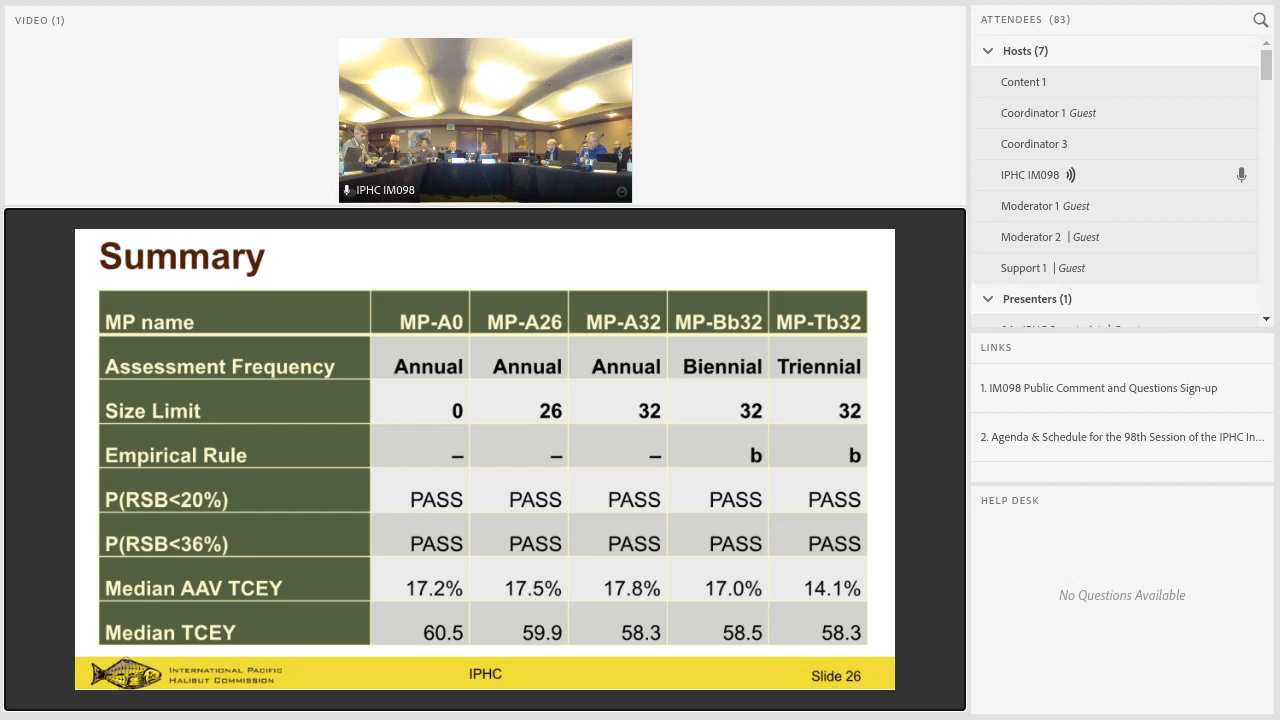 VIDEO (1)
IPHC IM098
Summary
MP name MP-A0 MP-A26 MP-A32 MP-Bb32 MP-Tb32
Assessment Frequency Annual Annual Annual Biennial Triennial
Size Limit 0 26 32 32 32
Empirical Rule – – – b b
P(RSB<20%) PASS PASS PASS PASS PASS
P(RSB<36%) PASS PASS PASS PASS PASS
Median AAV TCEY 17.2% 17.5% 17.8% 17.0% 14.1%
Median TCEY 60.5 59.9 58.3 58.5 58.3
INTERNATIONAL PACIFIC
HALIBUT COMMISSION
IPHC
Slide 26
ATTENDEES (83)
Hosts (7)
Content 1
Coordinator 1 Guest
Coordinator 3
IPHC IM098
Moderator 1 Guest
Moderator 2 | Guest
Support 1 | Guest
Presenters (1)
LINKS
1. IM098 Public Comment and Questions Sign-up
2. Agenda & Schedule for the 98th Session of the IPHC In...
HELP DESK
No Questions Available